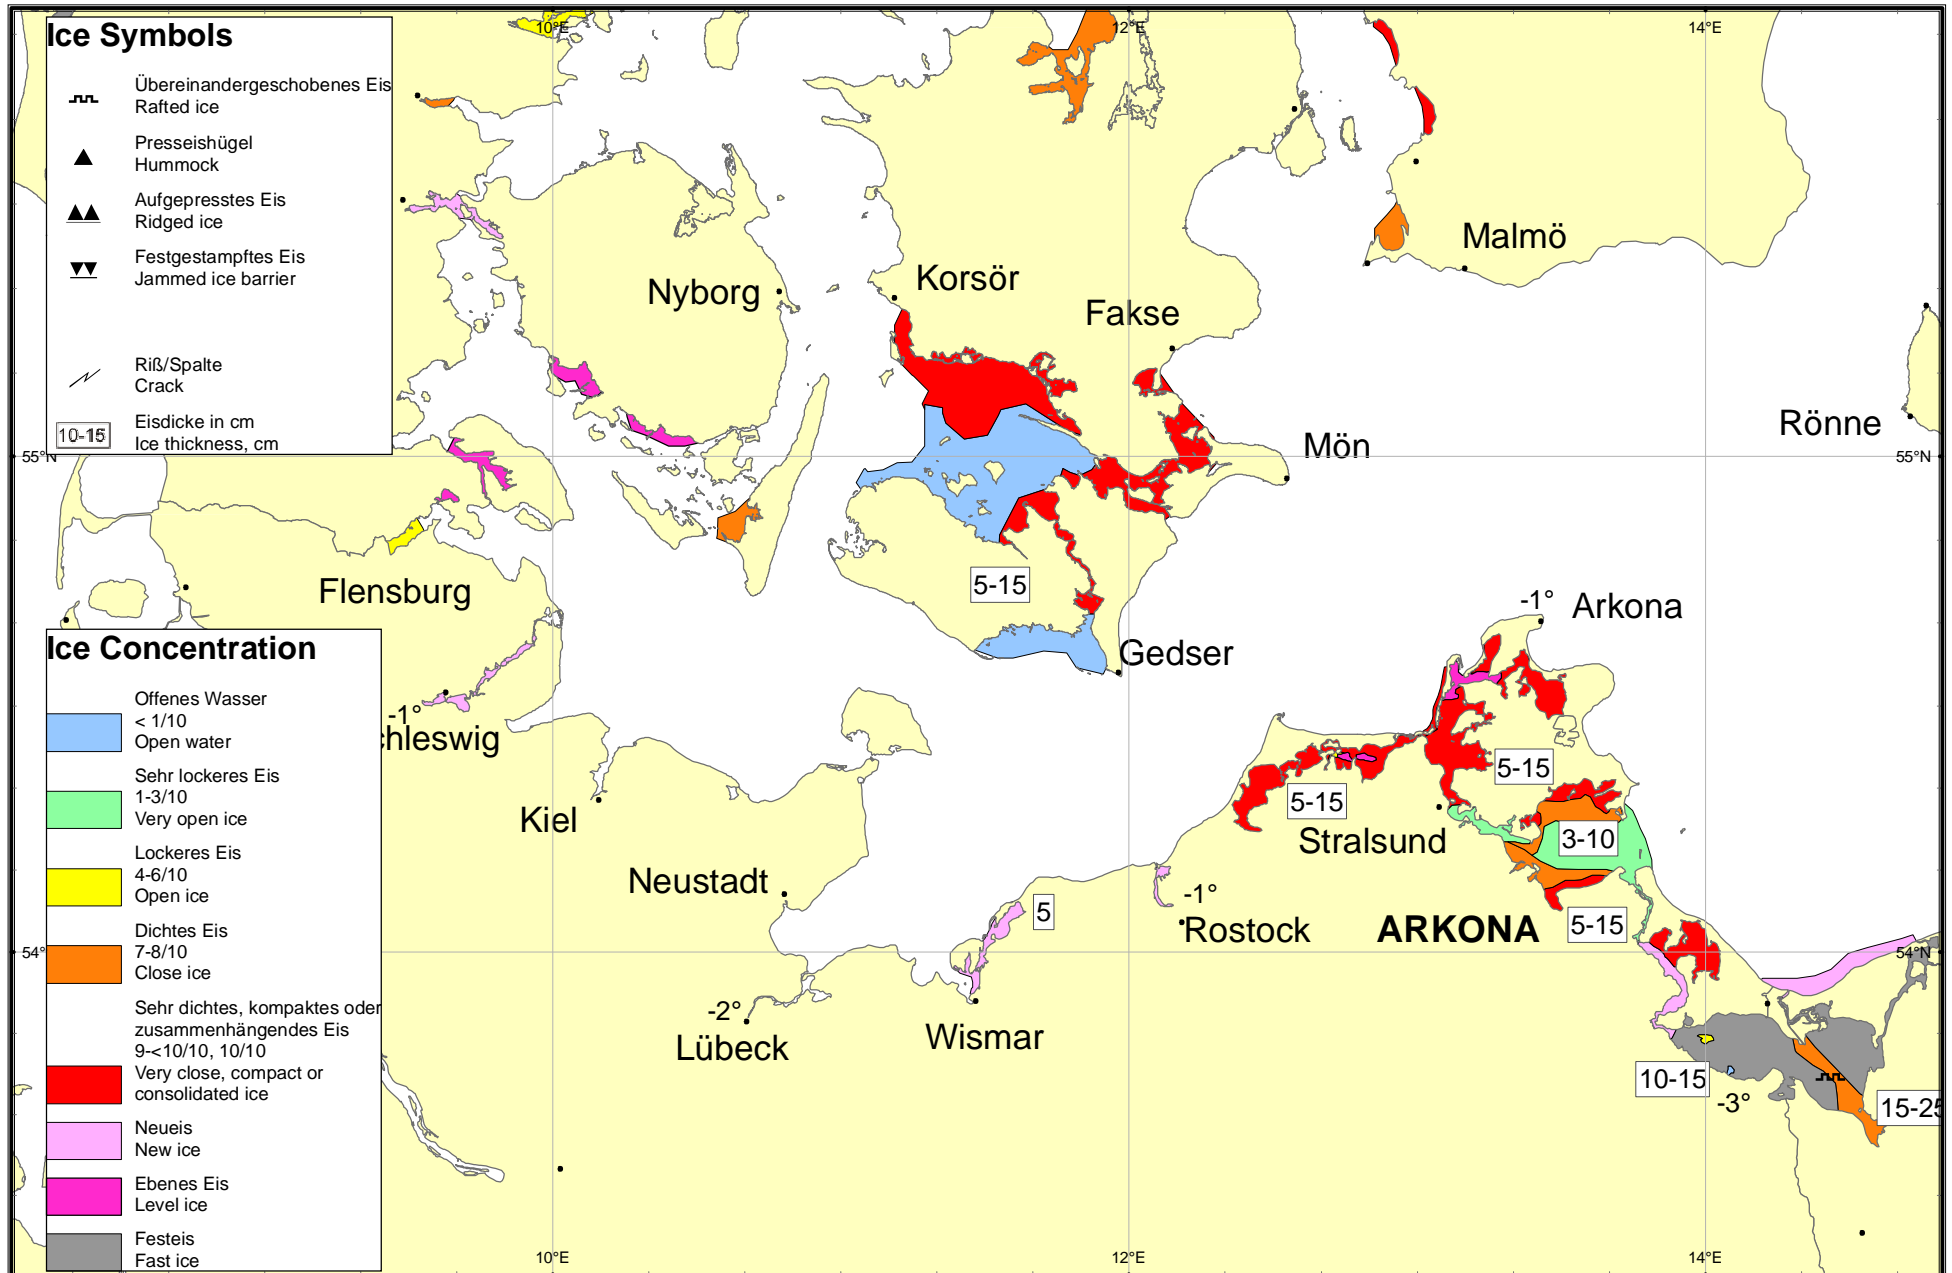 Ice Symbols
Übereinandergeschobenes Eis
Rafted ice
Presseishügel
Hummock
Aufgepresstes Eis
Ridged ice
Festgestampftes Eis
Jammed ice barrier
Riß/Spalte
Crack
10-15
Eisdicke in cm
Ice thickness, cm
Ice Concentration
Offenes Wasser
< 1/10
Open water
Sehr lockeres Eis
1-3/10
Very open ice
Lockeres Eis
4-6/10
Open ice
Dichtes Eis
7-8/10
Close ice
Sehr dichtes, kompaktes oder
zusammenhängendes Eis
9-<10/10, 10/10
Very close, compact or
consolidated ice
Neueis
New ice
Ebenes Eis
Level ice
Festeis
Fast ice
10°E
12°E
14°E
Malmö
Nyborg
Korsör
Fakse
Rönne
Mön
55°N
55°N
Flensburg
5-15
-1°
Arkona
Gedser
-1°
chleswig
5-15
5-15
Kiel
Stralsund
3-10
Neustadt
-1°
5
Rostock
ARKONA
5-15
54°
54°N
-2°
Lübeck
Wismar
10-15
-3°
15-25
10°E
12°E
14°E